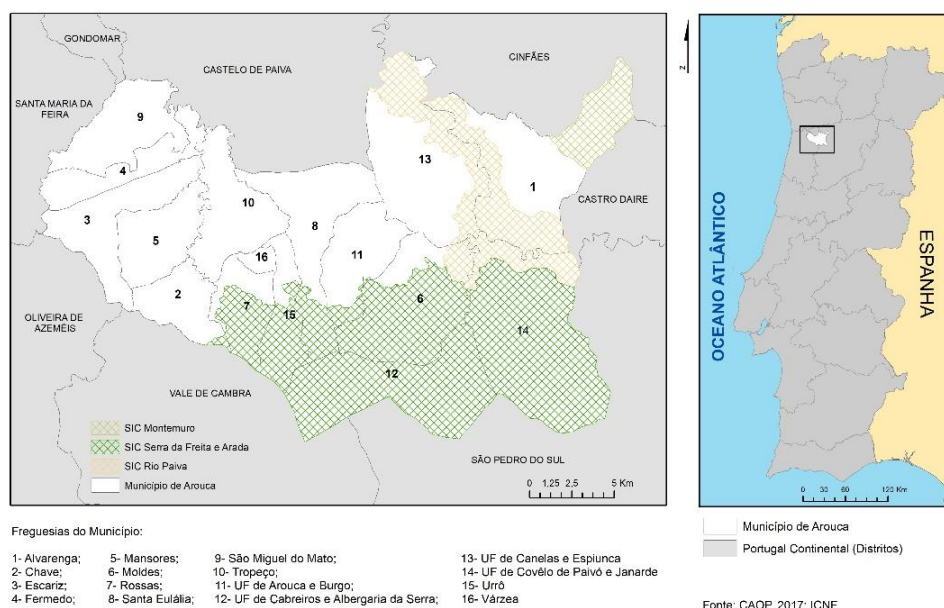 GONDOMAR
CASTELO DE PAIVA
CINFÃES
SANTA MARIA DA
FEIRA
9
4
13
3
10
1
CASTRO DAIRE
5
8
16
11
2
7
15
6
14
12
OLIVEIRA DE
AZEMÉIS
VALE DE CAMBRA
SÃO PEDRO DO SUL
SIC Montemuro
SIC Serra da Freita e Arada
SIC Rio Paiva
Município de Arouca
0 1,25 2,5 5 Km
N
OCEANO ATLÂNTICO
ESPANHA
0 30 60 120 Km
Município de Arouca
Portugal Continental (Distritos)
Freguesias do Município:
1- Alvarenga; 5- Mansores; 9- São Miguel do Mato; 13- UF de Canelas e Espiunca
2- Chave; 6- Moldes; 10- Tropeço; 14- UF de Covêlo de Paivó e Janarde
3- Escariz; 7- Rossas; 11- UF de Arouca e Burgo; 15- Urrô
4- Fermedo; 8- Santa Eulália; 12- UF de Cabreiros e Albergaria da Serra; 16- Várzea
Fonte: CAOP, 2017; ICNF